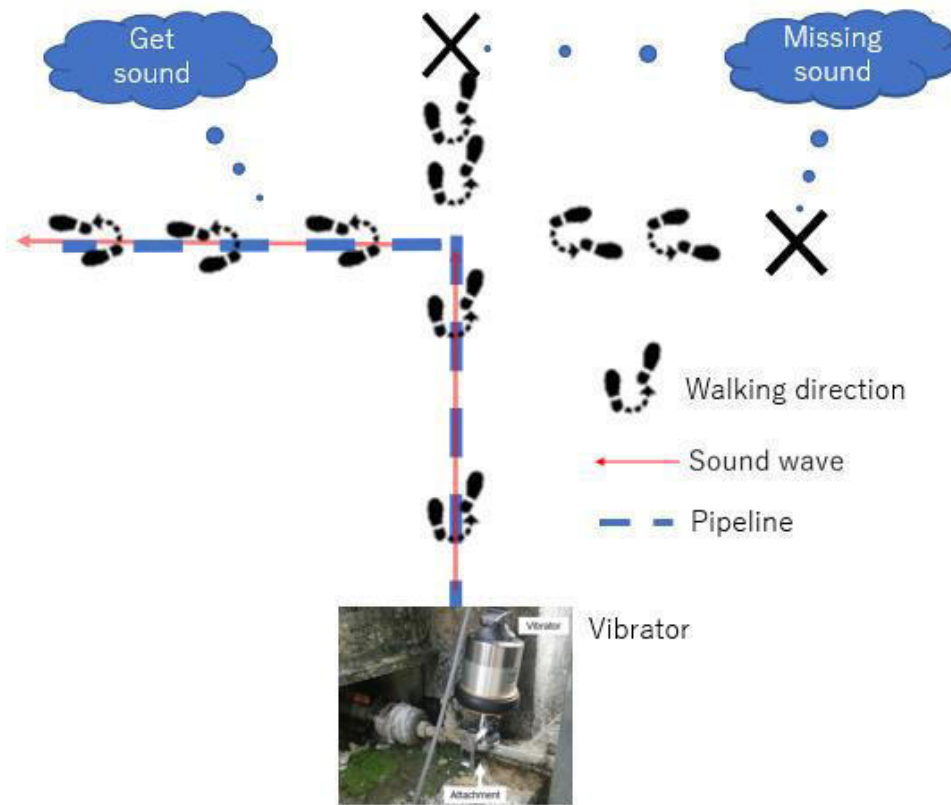 Get
sound
Missing
sound
Walking direction
Sound wave
Pipeline
Vibrator
Vibrator
Attachment